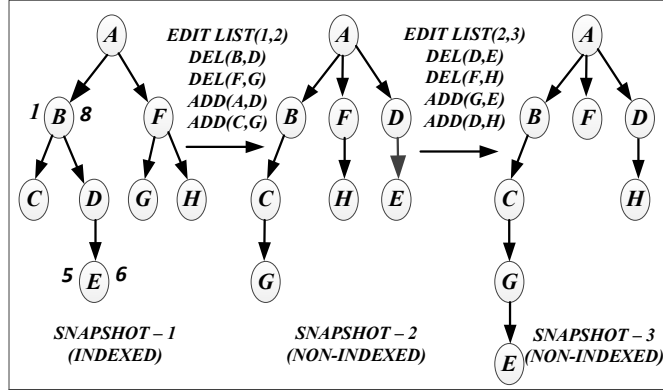 A
EDIT LIST(1,2)
DEL(B,D)
DEL(F,G)
ADD(A,D)
ADD(C,G)
A
EDIT LIST(2,3)
DEL(D,E)
DEL(F,H)
ADD(G,E)
ADD(D,H)
A
1 B 8 F
B F D
B F D
C D G H
C H E
C H
5 E 6
G
G
SNAPSHOT – 1
(INDEXED)
SNAPSHOT – 2
(NON-INDEXED)
SNAPSHOT – 3
(NON-INDEXED)
E